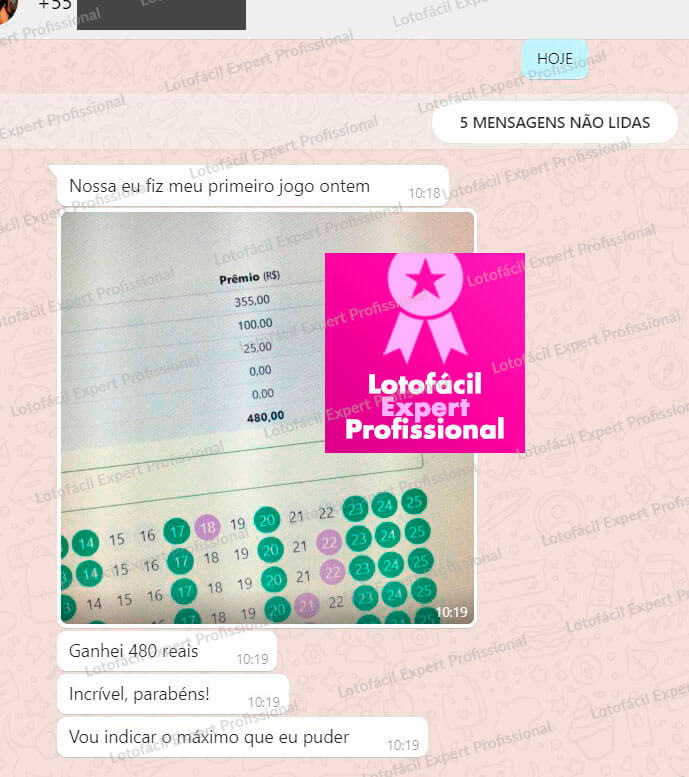 +55
HOJE
5 MENSAGENS NÃO LIDAS
Nossa eu fiz meu primeiro jogo ontem
10:18
Prêmio (R$)
355,00
100,00
25,00
0,00
0,00
480,00
Lotofácil
Expert
Profissional
14 15 16 17 18 19 20 21 22 23 24 25
3 14 15 16 17 18 19 20 21 22 23 24 25
3 14 15 16 17 18 19 20 21 22 23 24 25
17 18 19 20 21 22 23 24 25
10:19
Ganhei 480 reais
10:19
Incrível, parabéns!
10:19
Vou indicar o máximo que eu puder
10:19
Lotofácil Expert Profissional